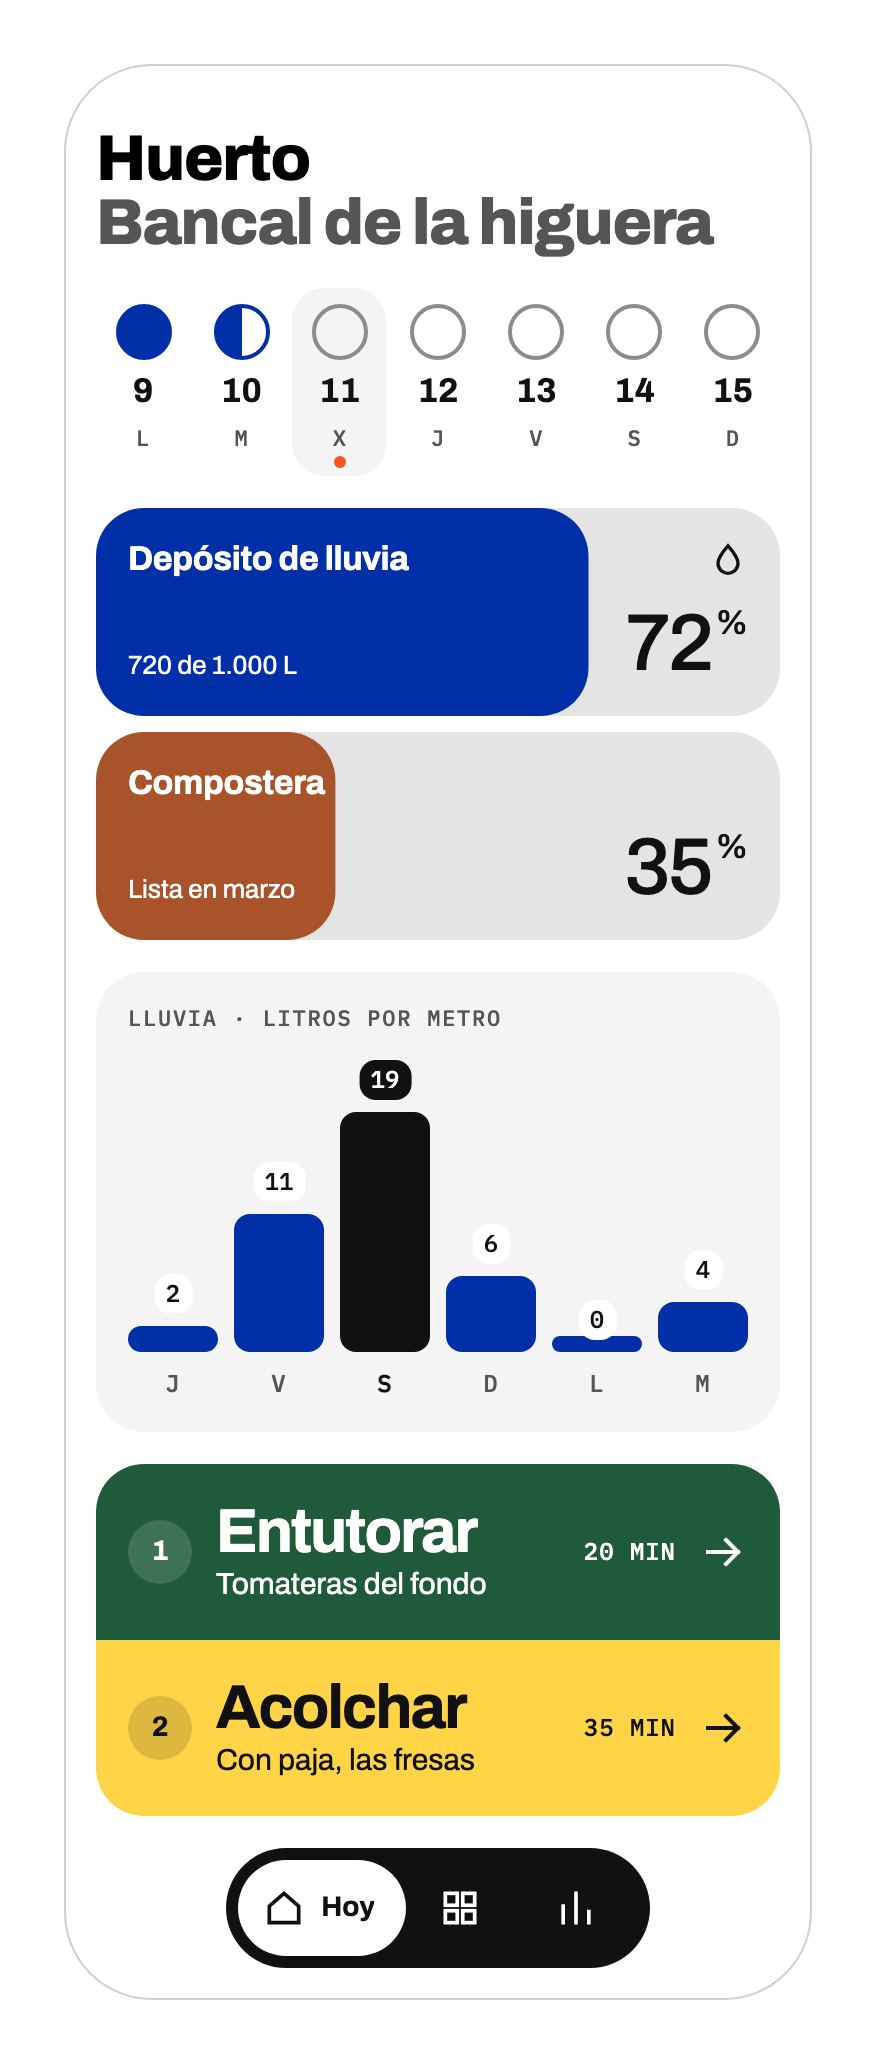 Huerto
Bancal de la higuera
9 10 11 12 13 14 15
L M X J V S D
Depósito de lluvia
72%
720 de 1.000 L
Compostera
35%
Lista en marzo
LLUVIA · LITROS POR METRO
2 11 19 6 0 4
J V S D L M
1 Entutorar 20 MIN
Tomateras del fondo
2 Acolchar 35 MIN
Con paja, las fresas
Hoy